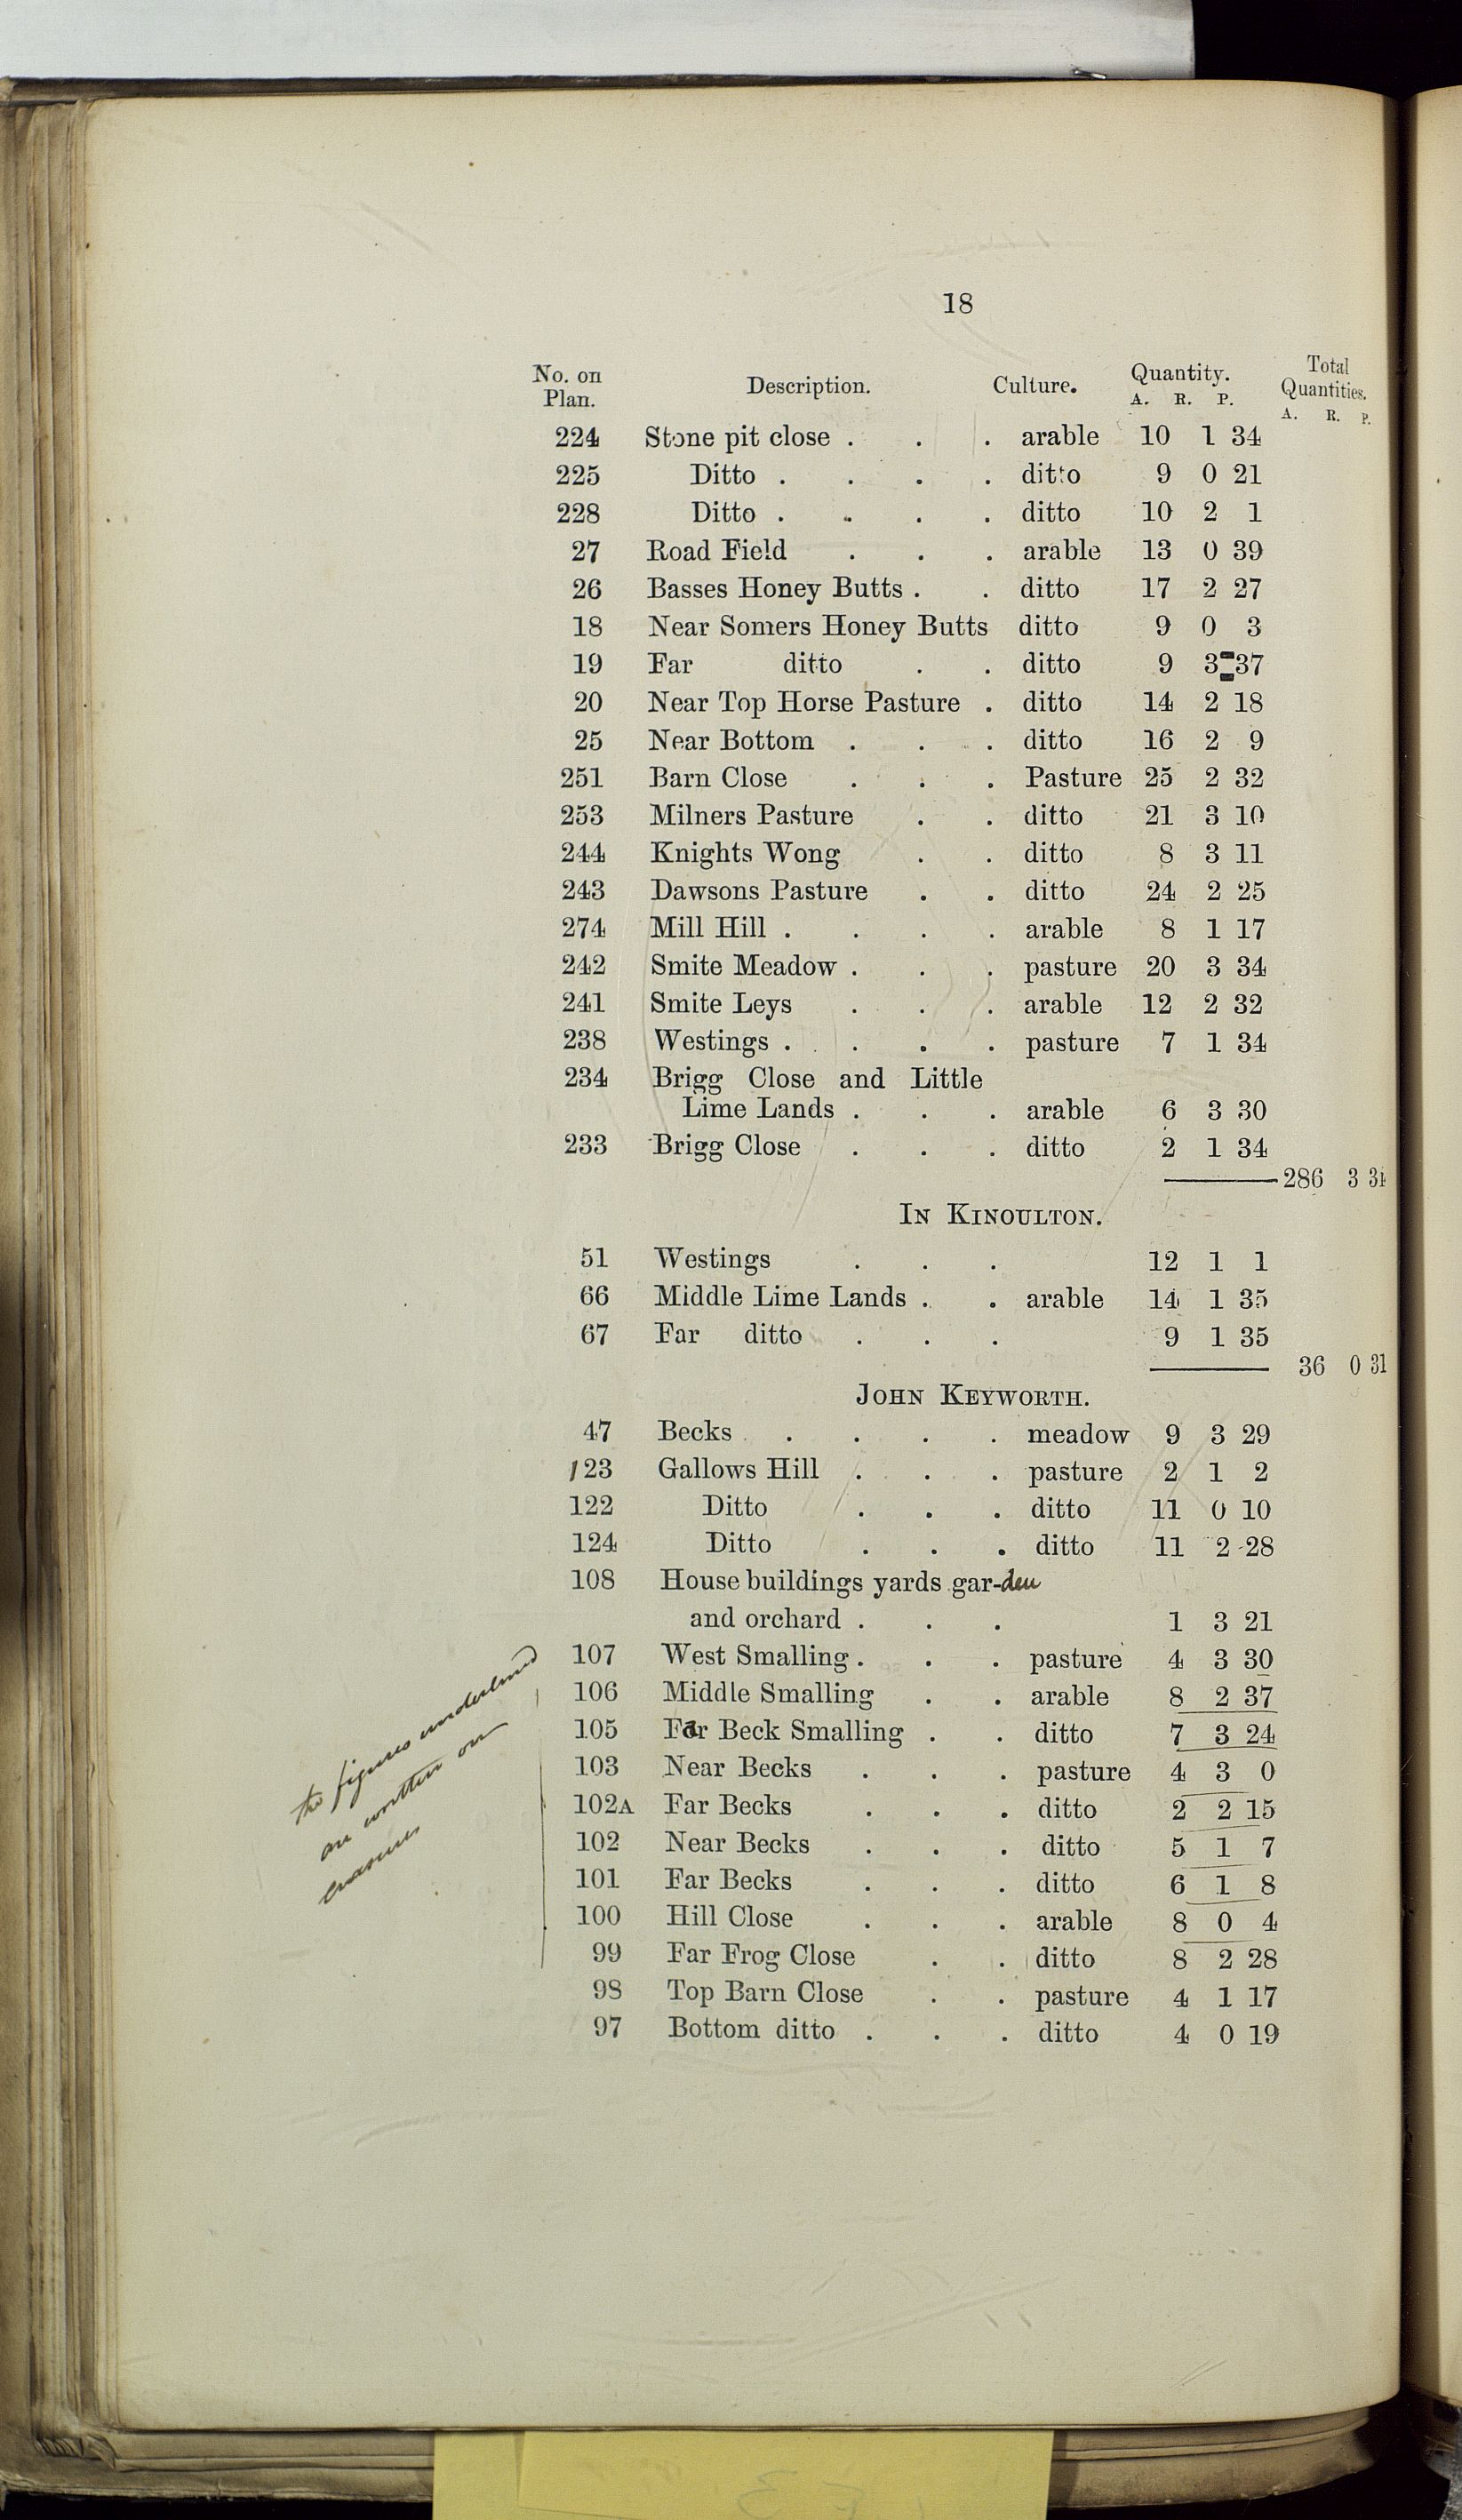 18
No. on Plan. Description. Culture. Quantity. Total Quantities.
A. R. P. A. R. P.
224 Stone pit close . . . arable 10 1 34
225 Ditto . . . . ditto 9 0 21
228 Ditto . . . . ditto 10 2 1
27 Road Field . . . arable 13 0 39
26 Basses Honey Butts . . ditto 17 2 27
18 Near Somers Honey Butts ditto 9 0 3
19 Far ditto . . ditto 9 3 37
20 Near Top Horse Pasture . ditto 14 2 18
25 Near Bottom . . . ditto 16 2 9
251 Barn Close . . . Pasture 25 2 32
253 Milners Pasture . . ditto 21 3 10
244 Knights Wong . . ditto 8 3 11
243 Dawsons Pasture . . ditto 24 2 25
274 Mill Hill . . . . arable 8 1 17
242 Smite Meadow . . . pasture 20 3 34
241 Smite Leys . . . arable 12 2 32
238 Westings . . . . pasture 7 1 34
234 Brigg Close and Little
Lime Lands . . . arable 6 3 30
233 Brigg Close . . . ditto 2 1 34
286 3 34
IN KINOULTON.
51 Westings . . . 12 1 1
66 Middle Lime Lands . . arable 14 1 35
67 Far ditto . . . 9 1 35
36 0 31
JOHN KEYWORTH.
47 Becks . . . . meadow 9 3 29
123 Gallows Hill . . . pasture 2 1 2
122 Ditto . . . ditto 11 0 10
124 Ditto . . . ditto 11 2 28
108 House buildings yards gar-den
and orchard . . . 1 3 21
107 West Smalling . . . pasture 4 3 30
106 Middle Smalling . . arable 8 2 37
105 Far Beck Smalling . . ditto 7 3 24
103 Near Becks . . . pasture 4 3 0
102A Far Becks . . . ditto 2 2 15
102 Near Becks . . . ditto 5 1 7
101 Far Becks . . . ditto 6 1 8
100 Hill Close . . . arable 8 0 4
99 Far Frog Close . . ditto 8 2 28
98 Top Barn Close . . pasture 4 1 17
97 Bottom ditto . . . ditto 4 0 19
the figures underlined
are written on
erasures